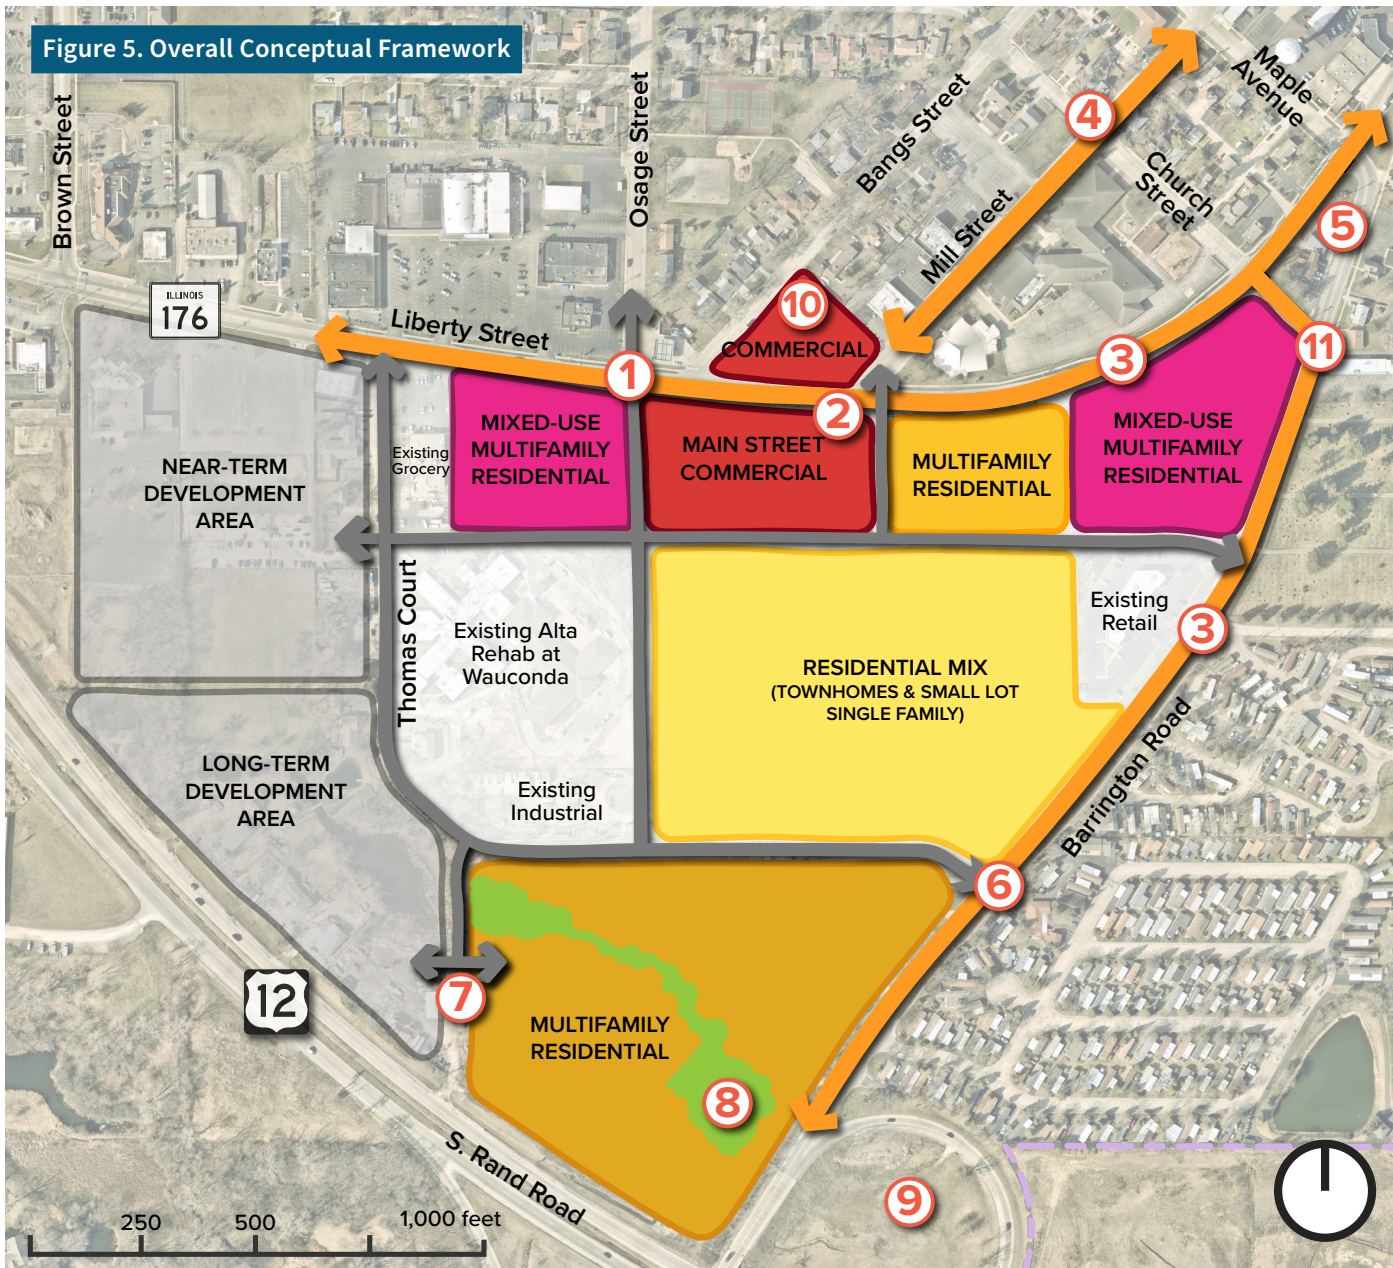 Figure 5. Overall Conceptual Framework
Brown Street
Osage Street
Bangs Street
Mill Street
Maple
Avenue
Church
Street
4
5
ILLINOIS
176
Liberty Street
10
COMMERCIAL
1
2
3
11
MIXED-USE
MULTIFAMILY
RESIDENTIAL
MAIN STREET
COMMERCIAL
MULTIFAMILY
RESIDENTIAL
MIXED-USE
MULTIFAMILY
RESIDENTIAL
Existing
Grocery
NEAR-TERM
DEVELOPMENT
AREA
Thomas Court
Existing Alta
Rehab at
Wauconda
Existing
Retail
3
RESIDENTIAL MIX
(TOWNHOMES & SMALL LOT
SINGLE FAMILY)
Barrington Road
LONG-TERM
DEVELOPMENT
AREA
Existing
Industrial
6
12
7
MULTIFAMILY
RESIDENTIAL
8
9
S. Rand Road
250
500
1,000 feet